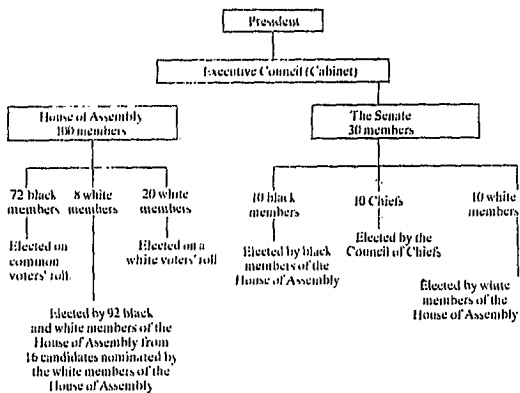 President
Executive Council (Cabinet)
House of Assembly
100 members
The Senate
30 members
72 black
members
8 white
members
20 white
members
Elected on
common
voters' roll.
Elected on a
white voters' roll
Elected by 92 black
and white members of the
House of Assembly from
16 candidates nominated by
the white members of the
House of Assembly
10 black
members
10 Chiefs
10 white
members
Elected by black
members of the
House of Assembly
Elected by the
Council of Chiefs
Elected by white
members of the
House of Assembly